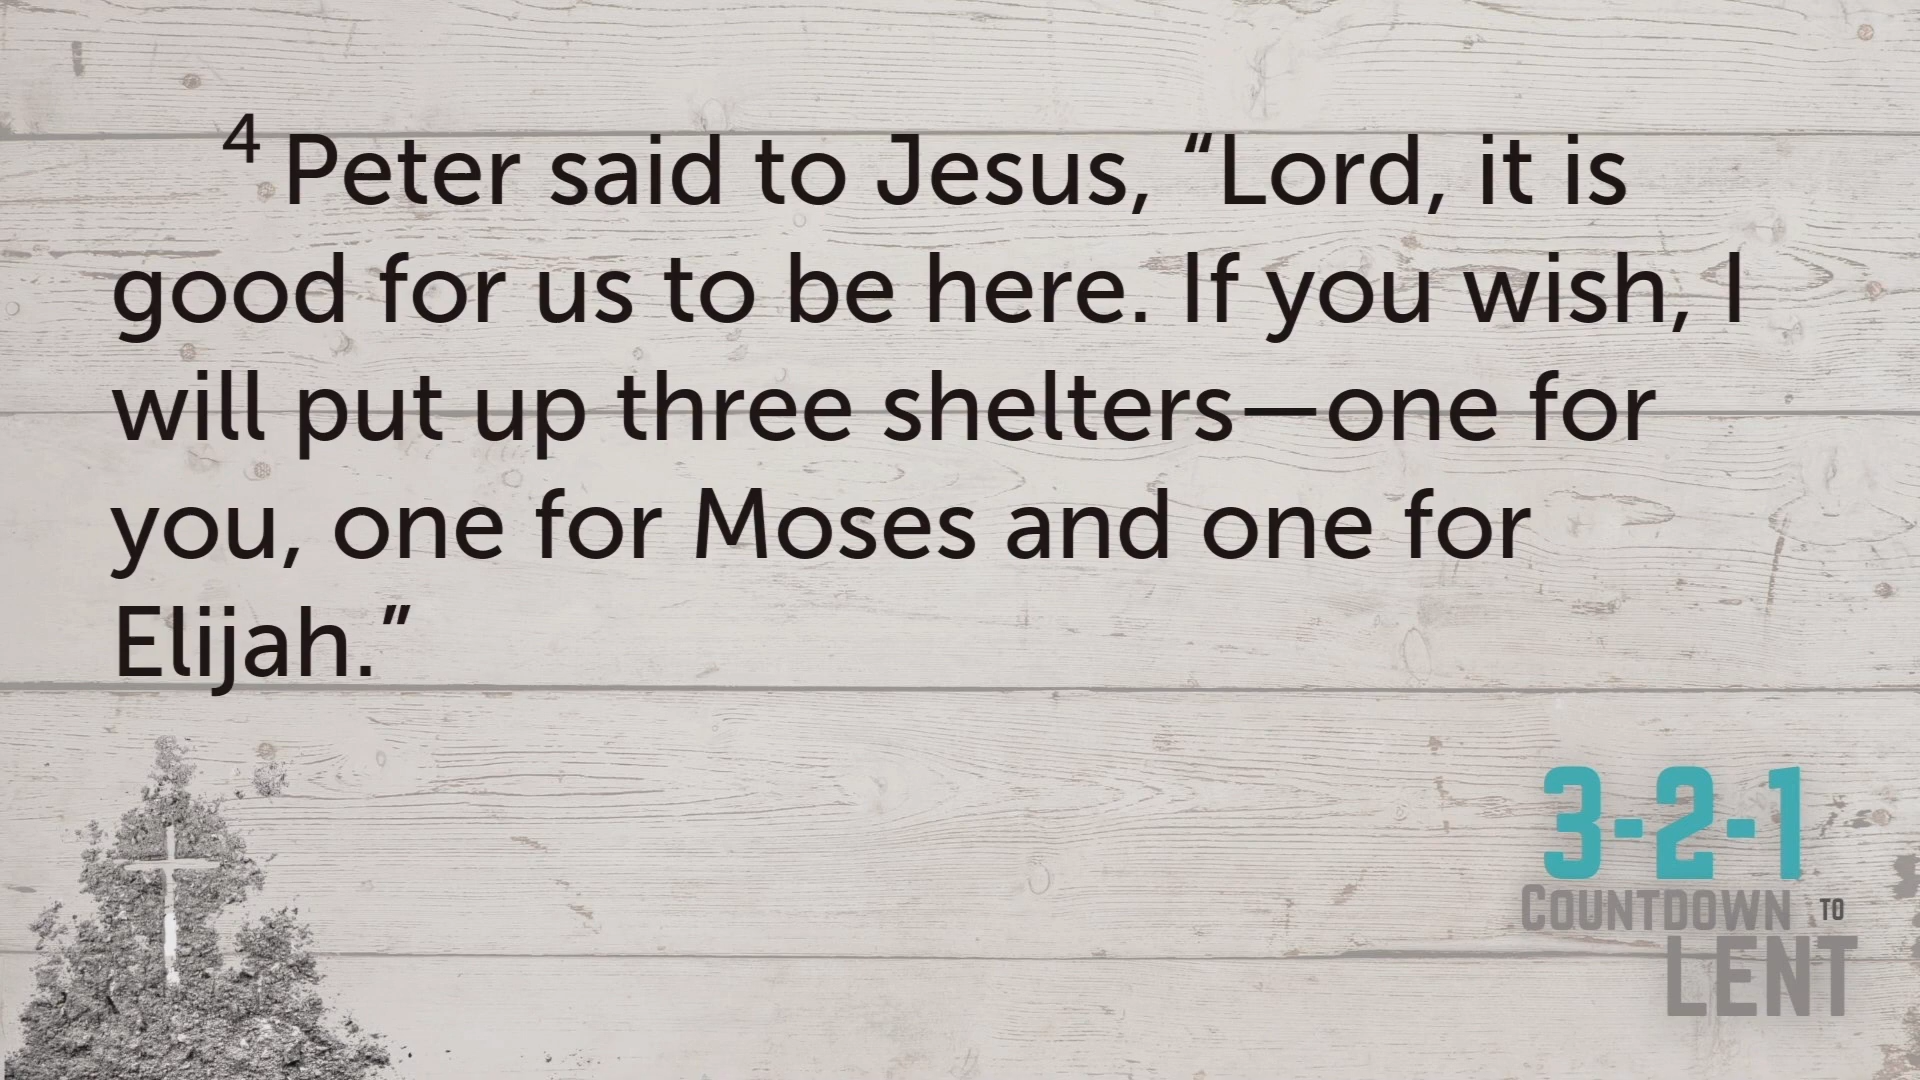 4 Peter said to Jesus, “Lord, it is
good for us to be here. If you wish, I
will put up three shelters—one for
you, one for Moses and one for
Elijah.”
3-2-1
COUNTDOWN TO
LENT